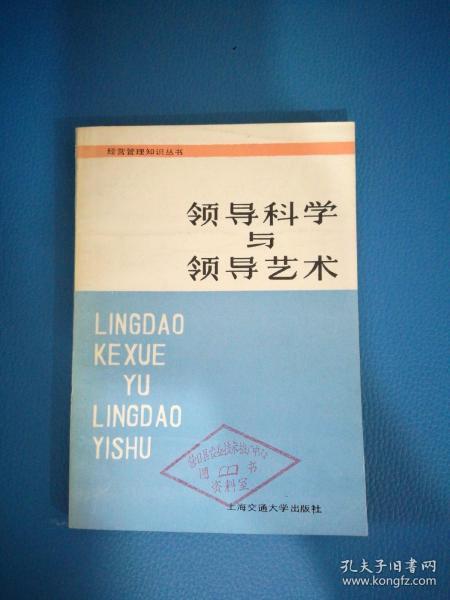 经营管理知识丛书
领导科学
与
领导艺术
LINGDAO
KEXUE
YU
LINGDAO
YISHU
图 书
资料室
上海交通大学出版社
孔夫子旧书网
www.kongfz.com